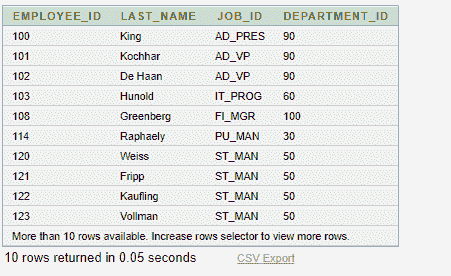 EMPLOYEE_ID LAST_NAME JOB_ID DEPARTMENT_ID
100 King AD_PRES 90
101 Kochhar AD_VP 90
102 De Haan AD_VP 90
103 Hunold IT_PROG 60
108 Greenberg FI_MGR 100
114 Raphaely PU_MAN 30
120 Weiss ST_MAN 50
121 Fripp ST_MAN 50
122 Kaufling ST_MAN 50
123 Vollman ST_MAN 50
More than 10 rows available. Increase rows selector to view more rows.
10 rows returned in 0.05 seconds CSV Export